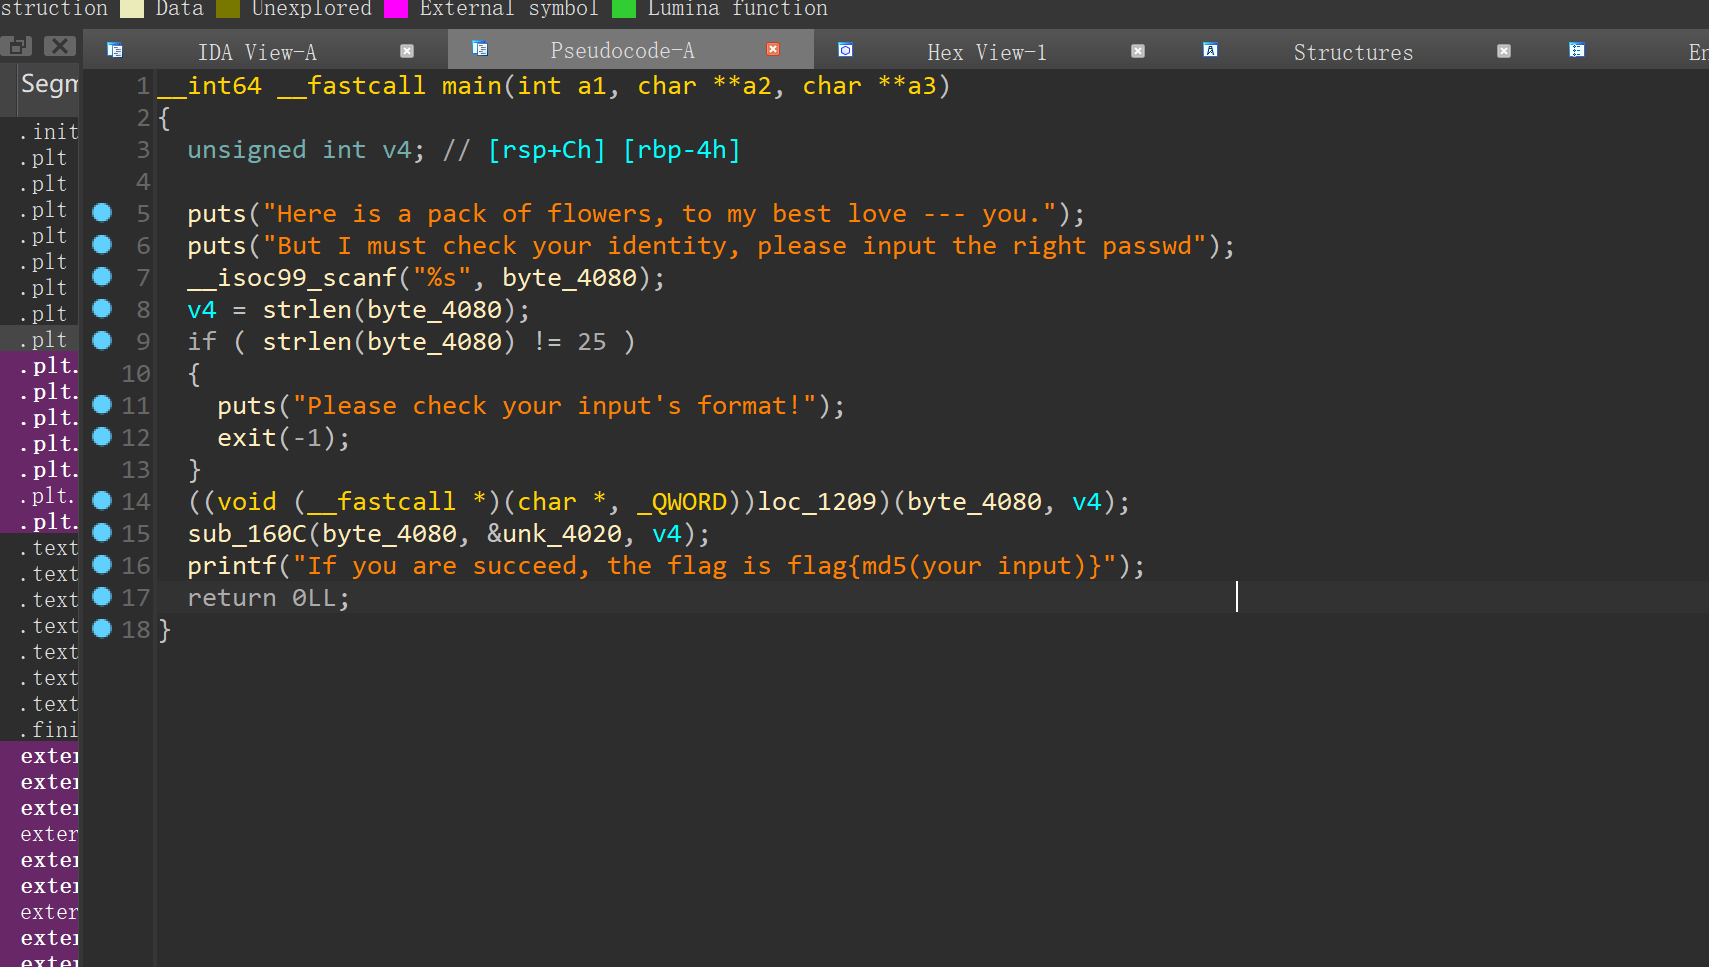 struction Data Unexplored External symbol Lumina function
IDA View-A Pseudocode-A Hex View-1 Structures En
Segm
.init
.plt
.plt
.plt
.plt
.plt
.plt
.plt
.plt
.plt.
.plt.
.plt.
.plt.
.plt.
.plt.
.plt.
.text
.text
.text
.text
.text
.text
.text
.fini
exter
exter
exter
exter
exter
exter
exter
exter
exter
1 __int64 __fastcall main(int a1, char **a2, char **a3)
2 {
3 unsigned int v4; // [rsp+Ch] [rbp-4h]
4
5 puts("Here is a pack of flowers, to my best love --- you.");
6 puts("But I must check your identity, please input the right passwd");
7 __isoc99_scanf("%s", byte_4080);
8 v4 = strlen(byte_4080);
9 if ( strlen(byte_4080) != 25 )
10 {
11 puts("Please check your input's format!");
12 exit(-1);
13 }
14 ((void (__fastcall *)(char *, _QWORD))loc_1209)(byte_4080, v4);
15 sub_160C(byte_4080, &unk_4020, v4);
16 printf("If you are succeed, the flag is flag{md5(your input)}");
17 return 0LL;
18 }